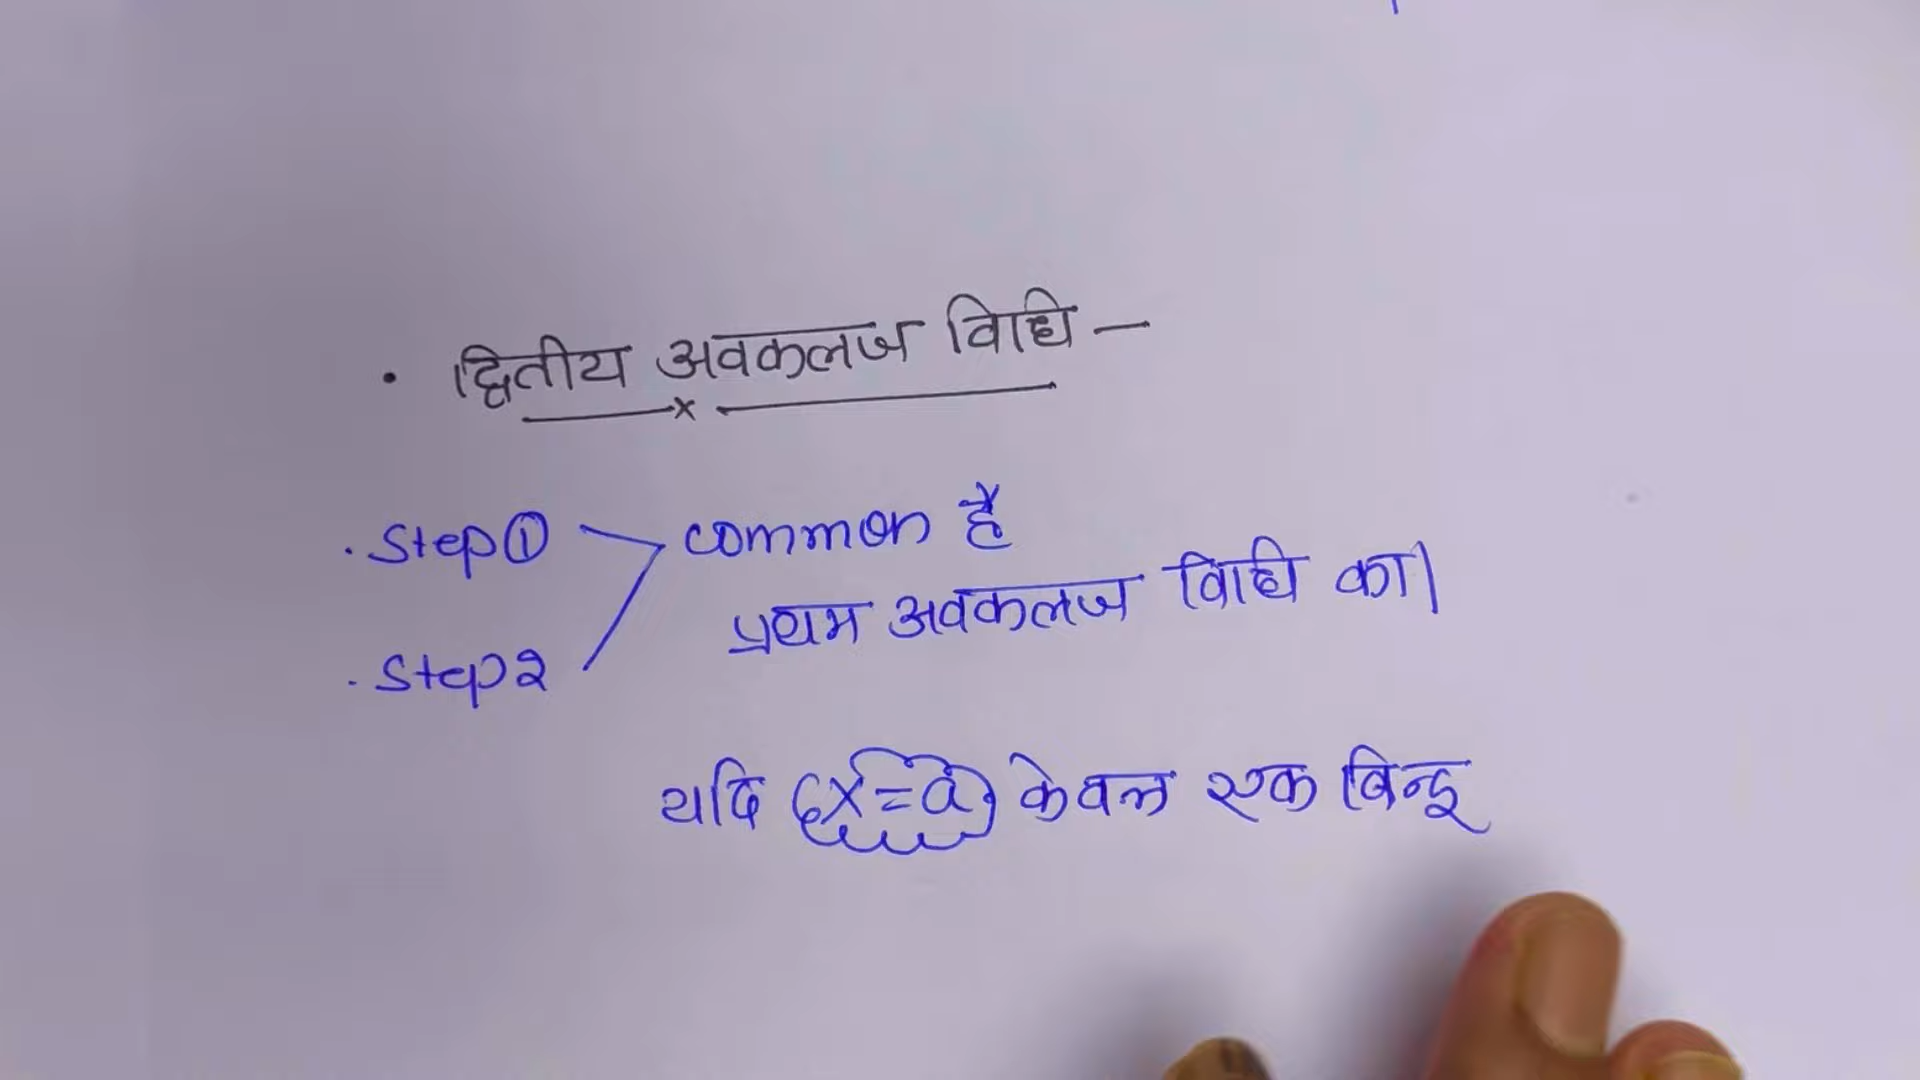 • द्वितीय अवकलज विधि —
• Step ① common है
प्रथम अवकलज विधि का।
• Step 2
यदि (x=a) केवल एक बिन्दू